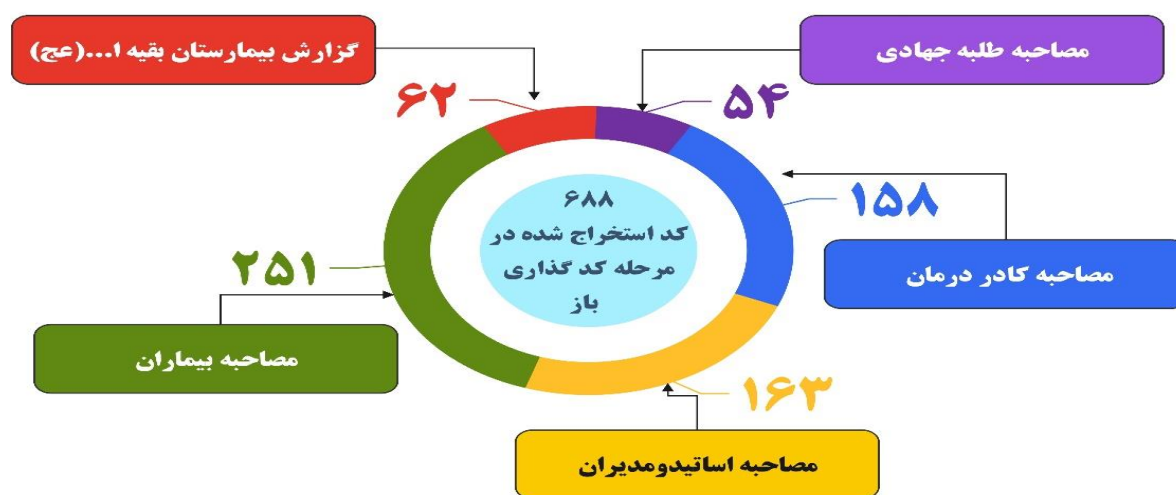 گزارش بیمارستان بقیه ا...(عج)
مصاحبه طلبه جهادی
۶۲
۵۴
۶۸۸
کد استخراج شده در
مرحله کد گذاری
باز
۱۵۸
مصاحبه کادر درمان
۲۵۱
مصاحبه بیماران
۱۶۳
مصاحبه اساتیدومدیران